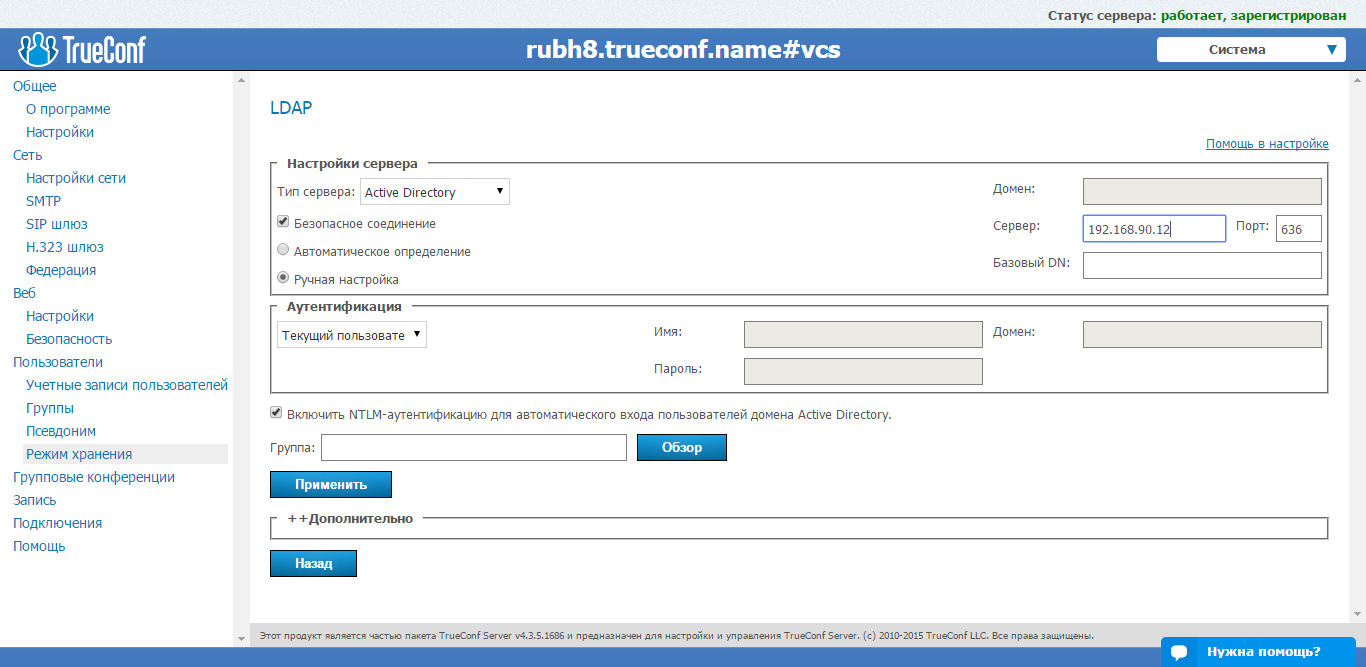 Статус сервера: работает, зарегистрирован
TrueConf
rubh8.trueconf.name#vcs
Система
Общее
О программе
Настройки
Сеть
Настройки сети
SMTP
SIP шлюз
H.323 шлюз
Федерация
Веб
Настройки
Безопасность
Пользователи
Учетные записи пользователей
Группы
Псевдоним
Режим хранения
Групповые конференции
Запись
Подключения
Помощь
LDAP
Помощь в настройке
Настройки сервера
Тип сервера: Active Directory
Безопасное соединение
Автоматическое определение
Ручная настройка
Домен:
Сервер: 192.168.90.12 Порт: 636
Базовый DN:
Аутентификация
Текущий пользовате
Имя:
Пароль:
Домен:
Включить NTLM-аутентификацию для автоматического входа пользователей домена Active Directory.
Группа: Обзор
Применить
++Дополнительно
Назад
Этот продукт является частью пакета TrueConf Server v4.3.5.1686 и предназначен для настройки и управления TrueConf Server. (c) 2010-2015 TrueConf LLC. Все права защищены.
Нужна помощь?